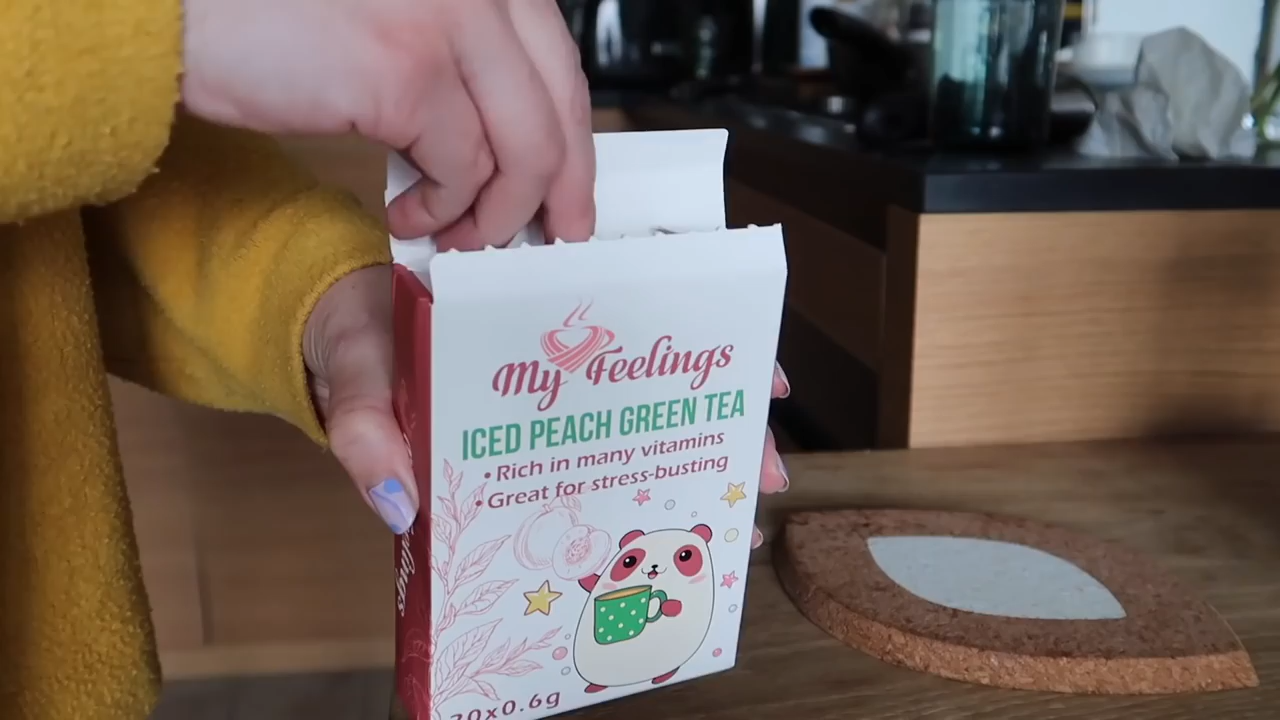 My Feelings
ICED PEACH GREEN TEA
• Rich in many vitamins
• Great for stress-busting
20x0.6g